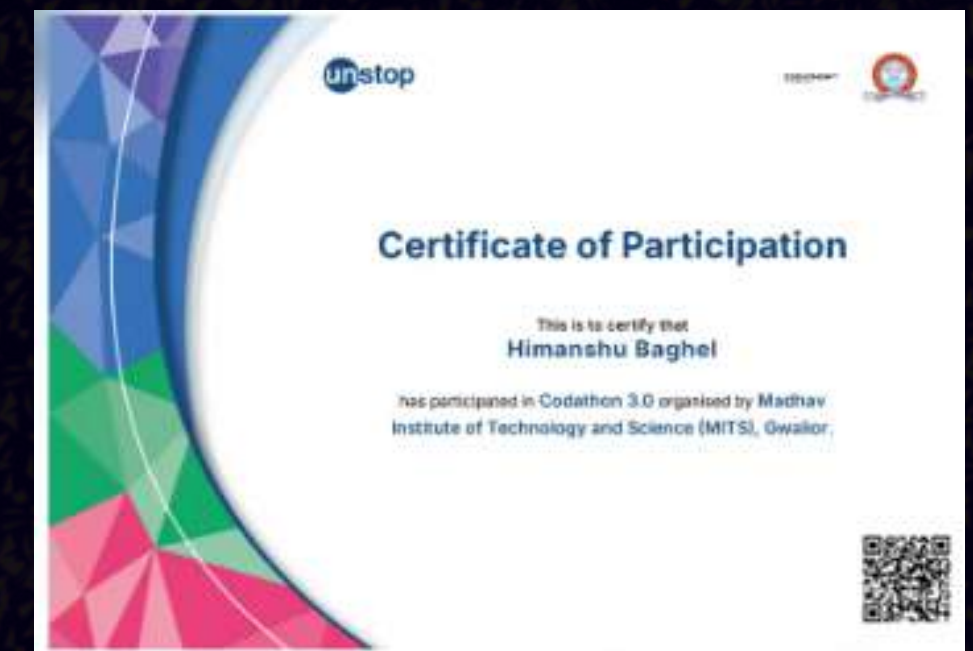 unstop
Certificate of Participation
This is to certify that
Himanshu Baghel
has participated in Codathon 3.0 organised by Madhav
Institute of Technology and Science (MITS), Gwalior.